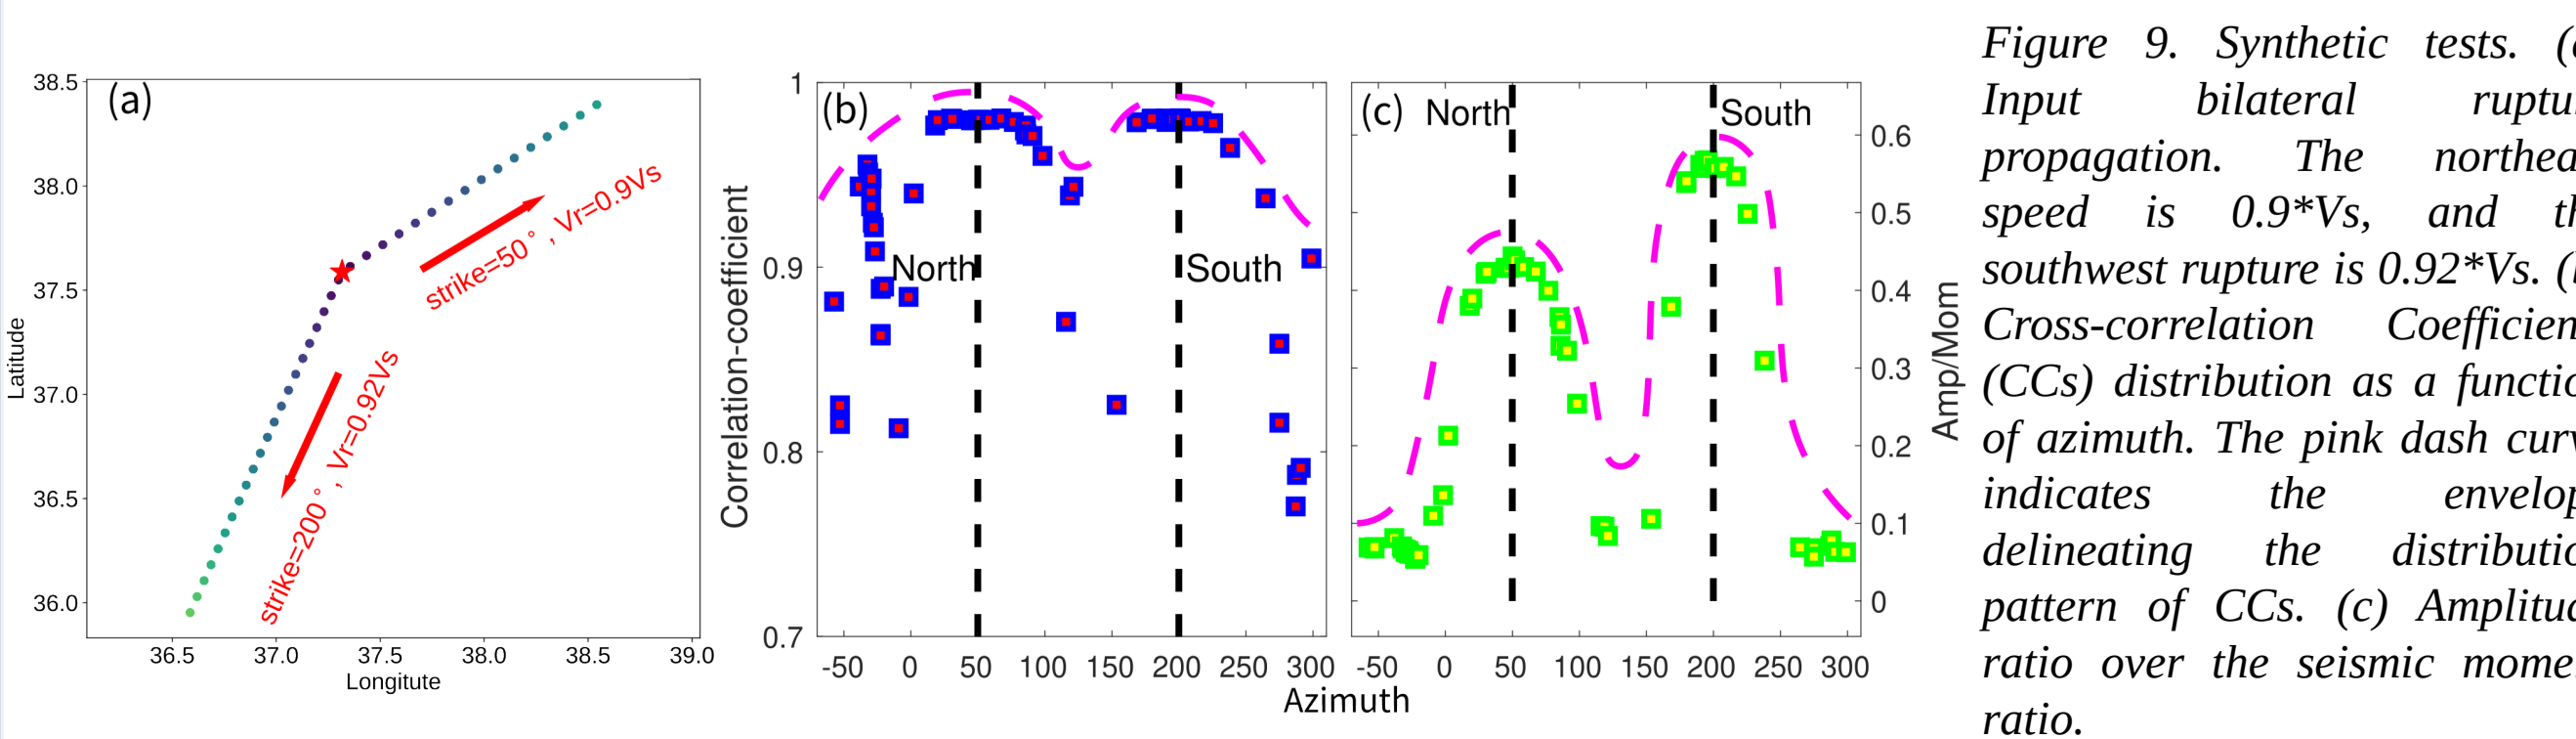 (a)
38.5
38.0
37.5
37.0
36.5
36.0
Latitude
36.5 37.0 37.5 38.0 38.5 39.0
Longitute
strike=50°, Vr=0.9Vs
strike=200°, Vr=0.92Vs
(b)
1
0.9
0.8
0.7
Correlation-coefficient
North
South
-50 0 50 100 150 200 250 300
(c)
North
South
0.6
0.5
0.4
0.3
0.2
0.1
0
Amp/Mom
-50 0 50 100 150 200 250 300
Azimuth
Figure 9. Synthetic tests.
Input bilateral
propagation. The
speed is 0.9*Vs, and
southwest rupture is 0.92*Vs.
Cross-correlation
(CCs) distribution as a
of azimuth. The pink dash
indicates the
delineating the
pattern of CCs. (c)
ratio over the seismic
ratio.